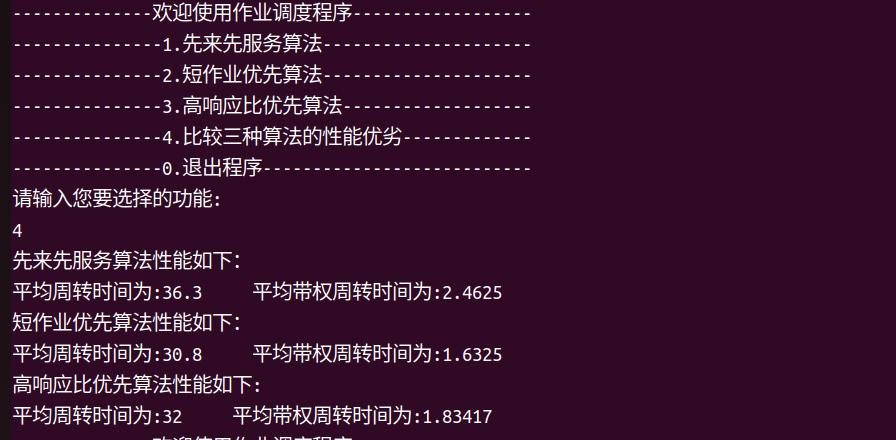 --------------欢迎使用作业调度程序------------------
---------------1.先来先服务算法---------------------
---------------2.短作业优先算法---------------------
---------------3.高响应比优先算法-------------------
---------------4.比较三种算法的性能优劣-------------
---------------0.退出程序---------------------------
请输入您要选择的功能:
4
先来先服务算法性能如下:
平均周转时间为:36.3     平均带权周转时间为:2.4625
短作业优先算法性能如下:
平均周转时间为:30.8     平均带权周转时间为:1.6325
高响应比优先算法性能如下:
平均周转时间为:32     平均带权周转时间为:1.83417